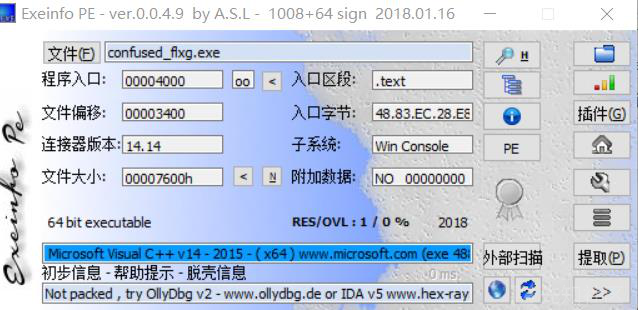 Exeinfo PE - ver.0.0.4.9 by A.S.L - 1008+64 sign 2018.01.16
文件(F) confused_flxg.exe H
程序入口: 00004000 oo < 入口区段: .text
文件偏移: 00003400 入口字节: 48.83.EC.28.E8 插件(G)
连接器版本: 14.14 子系统: Win Console PE
文件大小: 00007600h < N 附加数据: NO 00000000
64 bit executable RES/OVL : 1 / 0 % 2018
Microsoft Visual C++ v14 - 2015 - ( x64 ) www.microsoft.com (exe 48 外部扫描 提取(P)
初步信息 - 帮助提示 - 脱壳信息 0 ms.
Not packed , try OllyDbg v2 - www.ollydbg.de or IDA v5 www.hex-ray >>
Exeinfo Pe